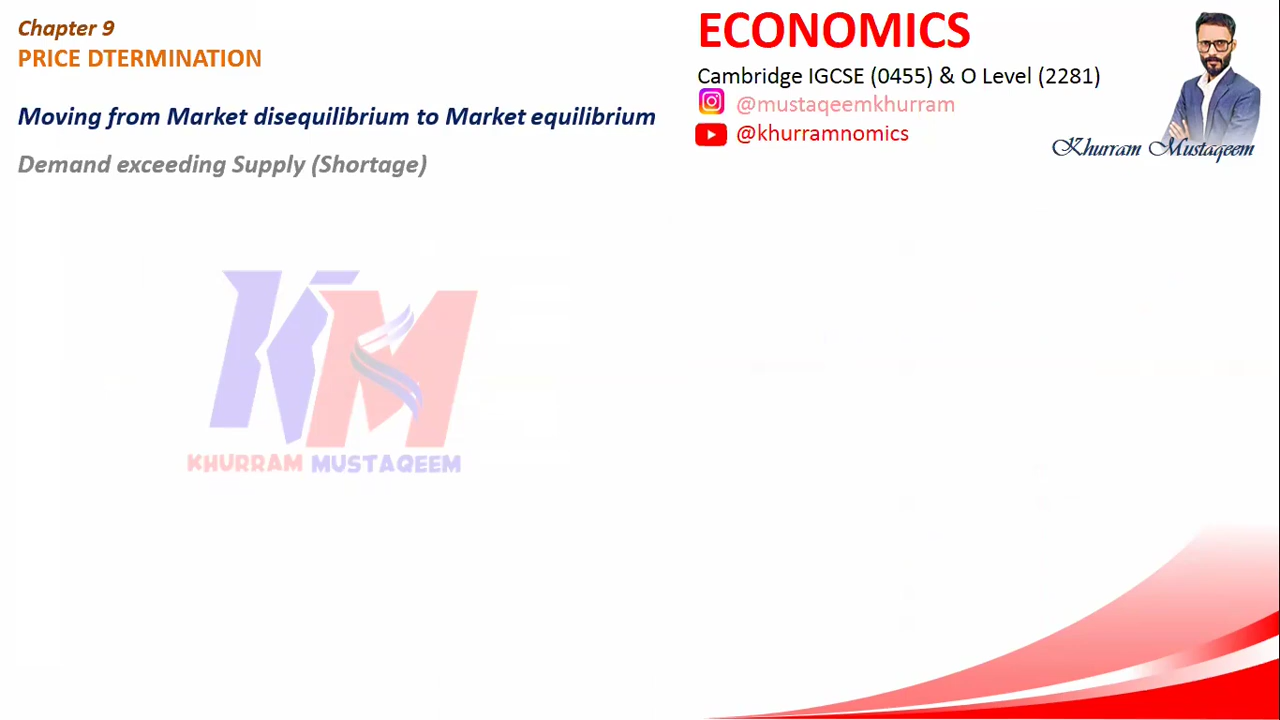 Chapter 9
PRICE DTERMINATION
Moving from Market disequilibrium to Market equilibrium
Demand exceeding Supply (Shortage)
ECONOMICS
Cambridge IGCSE (0455) & O Level (2281)
@mustaqeemkhurram
@khurramnomics
Khurram Mustaqeem
KM
KHURRAM MUSTAQEEM